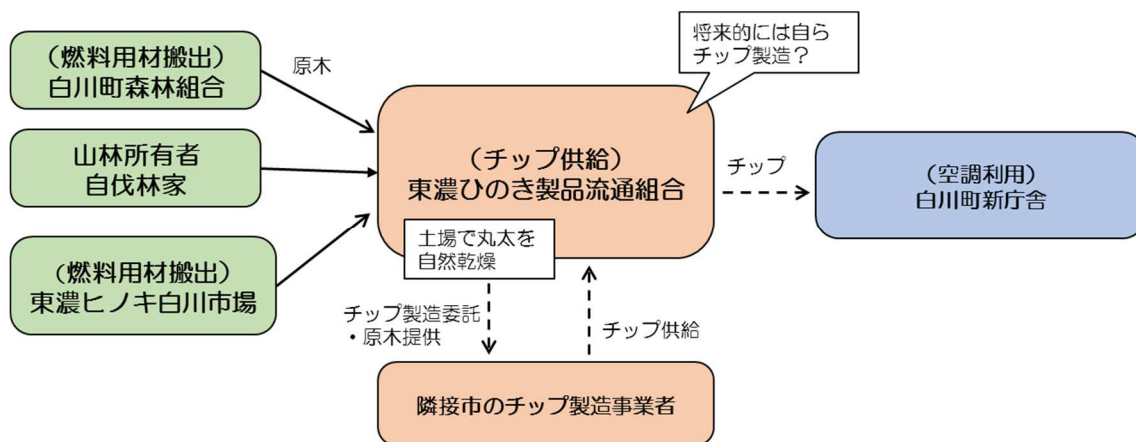 （燃料用材搬出）
白川町森林組合
原木
山林所有者
自伐林家
（燃料用材搬出）
東濃ヒノキ白川市場
将来的には自ら
チップ製造？
（チップ供給）
東濃ひのき製品流通組合
土場で丸太を
自然乾燥
チップ
（空調利用）
白川町新庁舎
チップ製造委託
・原木提供
チップ供給
隣接市のチップ製造事業者